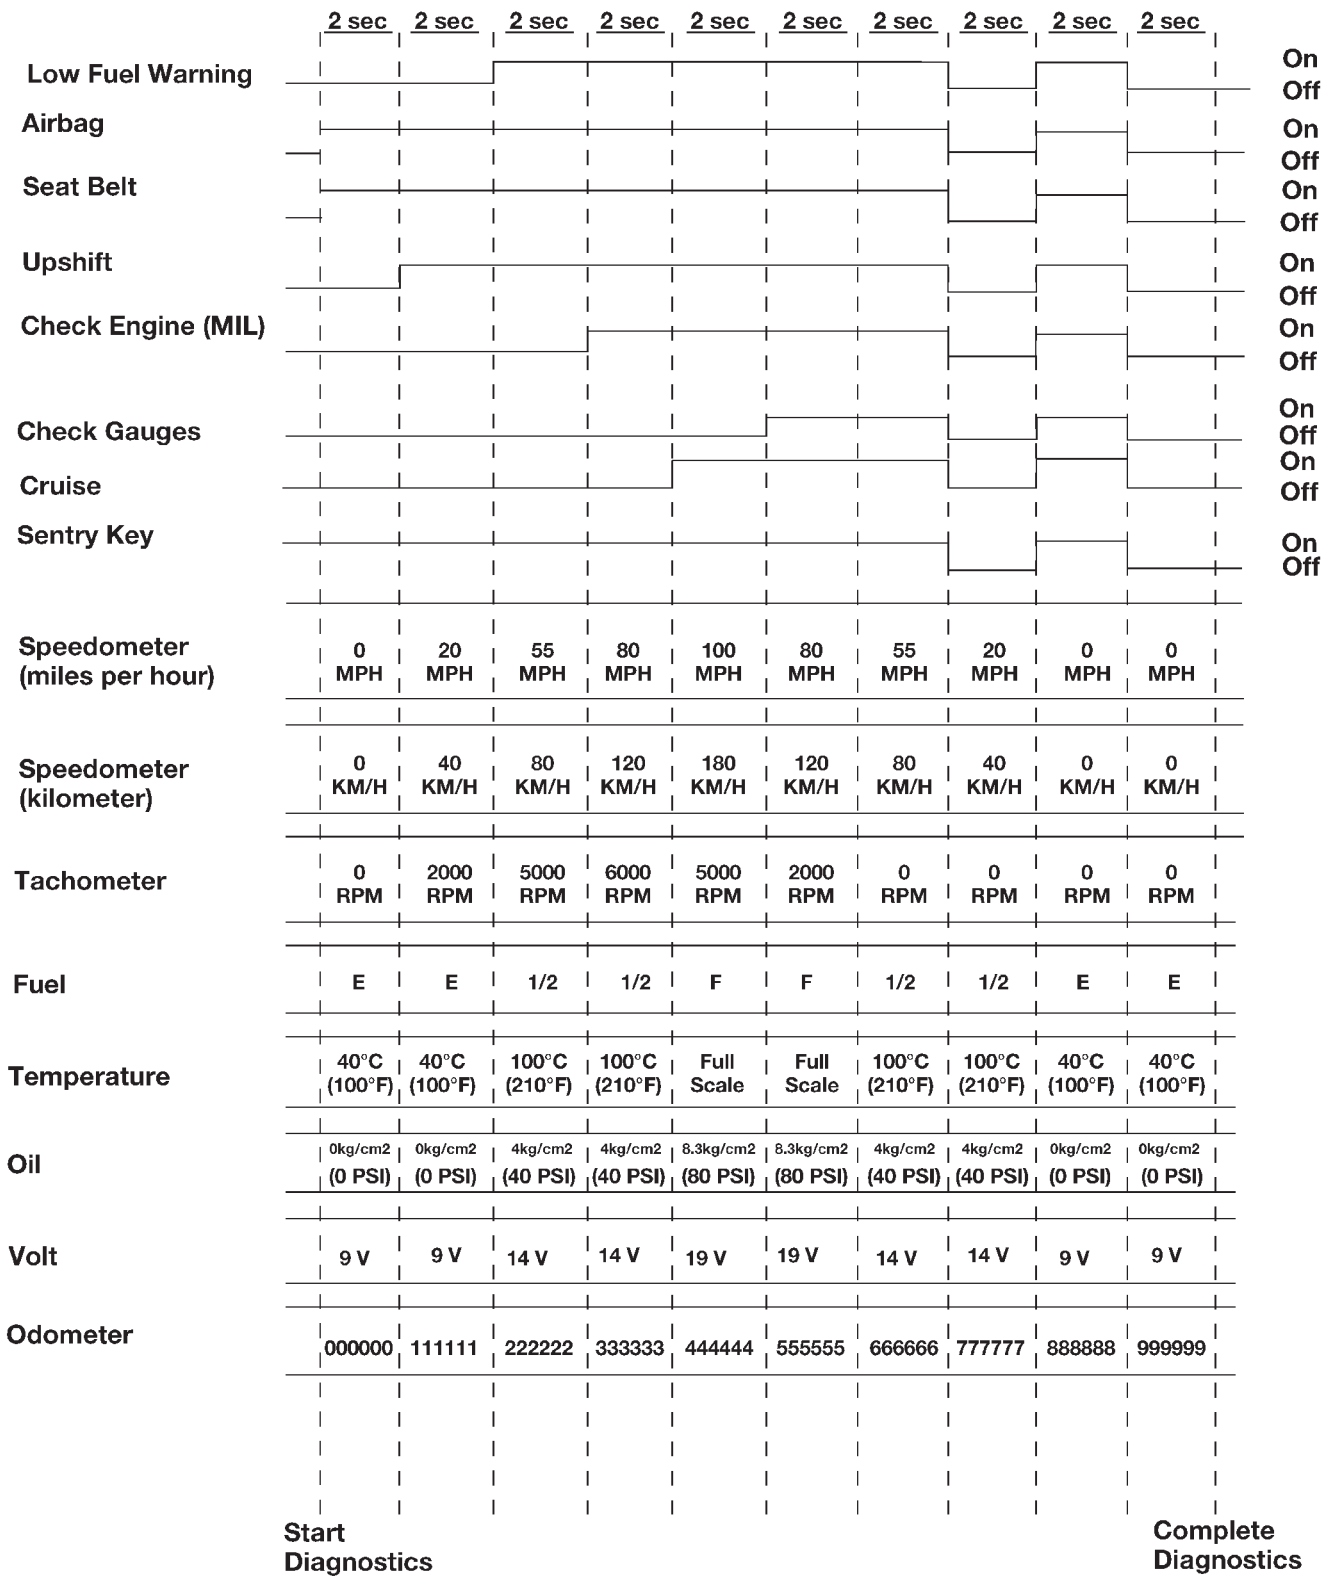 2 sec 2 sec 2 sec 2 sec 2 sec 2 sec 2 sec 2 sec 2 sec 2 sec
Low Fuel Warning On
Off
Airbag On
Off
Seat Belt On
Off
Upshift On
Off
Check Engine (MIL) On
Off
Check Gauges On
Off
Cruise On
Off
Sentry Key On
Off
Speedometer 0 20 55 80 100 80 55 20 0 0
(miles per hour) MPH MPH MPH MPH MPH MPH MPH MPH MPH MPH
Speedometer 0 40 80 120 180 120 80 40 0 0
(kilometer) KM/H KM/H KM/H KM/H KM/H KM/H KM/H KM/H KM/H KM/H
Tachometer 0 2000 5000 6000 5000 2000 0 0 0 0
RPM RPM RPM RPM RPM RPM RPM RPM RPM RPM
Fuel E E 1/2 1/2 F F 1/2 1/2 E E
Temperature 40°C 40°C 100°C 100°C Full Full 100°C 100°C 40°C 40°C
(100°F) (100°F) (210°F) (210°F) Scale Scale (210°F) (210°F) (100°F) (100°F)
Oil 0kg/cm2 0kg/cm2 4kg/cm2 4kg/cm2 8.3kg/cm2 8.3kg/cm2 4kg/cm2 4kg/cm2 0kg/cm2 0kg/cm2
(0 PSI) (0 PSI) (40 PSI) (40 PSI) (80 PSI) (80 PSI) (40 PSI) (40 PSI) (0 PSI) (0 PSI)
Volt 9 V 9 V 14 V 14 V 19 V 19 V 14 V 14 V 9 V 9 V
Odometer 000000 111111 222222 333333 444444 555555 666666 777777 888888 999999
Start Complete
Diagnostics Diagnostics